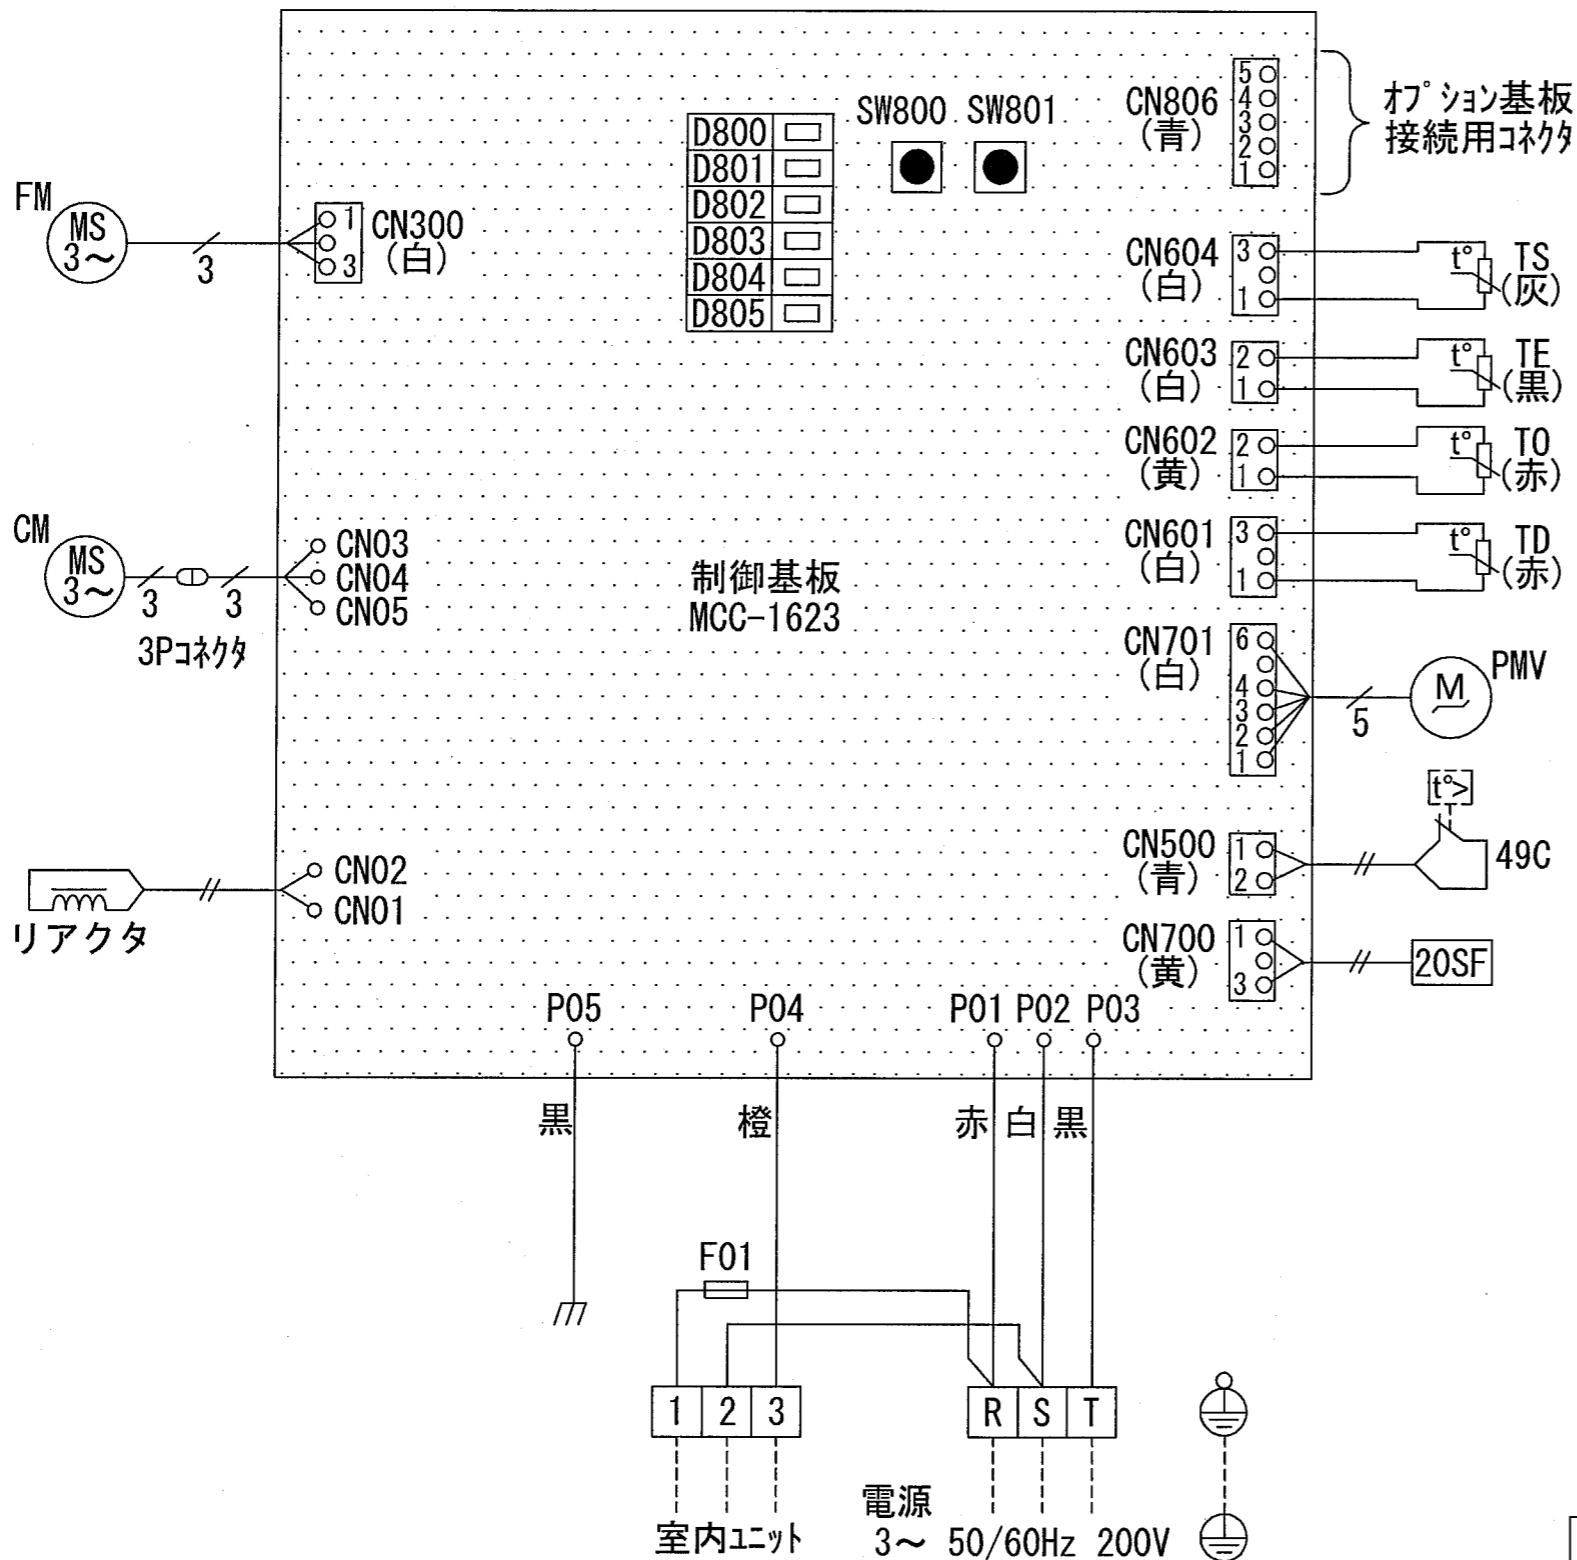 SW800 SW801
D800
D801
D802
D803
D804
D805
CN806
(青)
5
4
3
2
1
オプション基板
接続用コネクタ
FM
MS
3～
3
1
3
CN300
(白)
CN604
(白)
3
1
t°
TS
(灰)
CN603
(白)
2
1
t°
TE
(黒)
CN602
(黄)
2
1
t°
TO
(赤)
CN601
(白)
3
1
t°
TD
(赤)
CM
MS
3～
3
3
3Pコネクタ
CN03
CN04
CN05
制御基板
MCC-1623
CN701
(白)
6
4
3
2
1
5
M
PMV
CN500
(青)
1
2
t°>
49C
リアクタ
CN02
CN01
CN700
(黄)
1
3
20SF
P05
P04
P01 P02 P03
黒
橙
赤 白 黒
F01
1 2 3
R S T
室内ユニット
電源
3～ 50/60Hz 200V